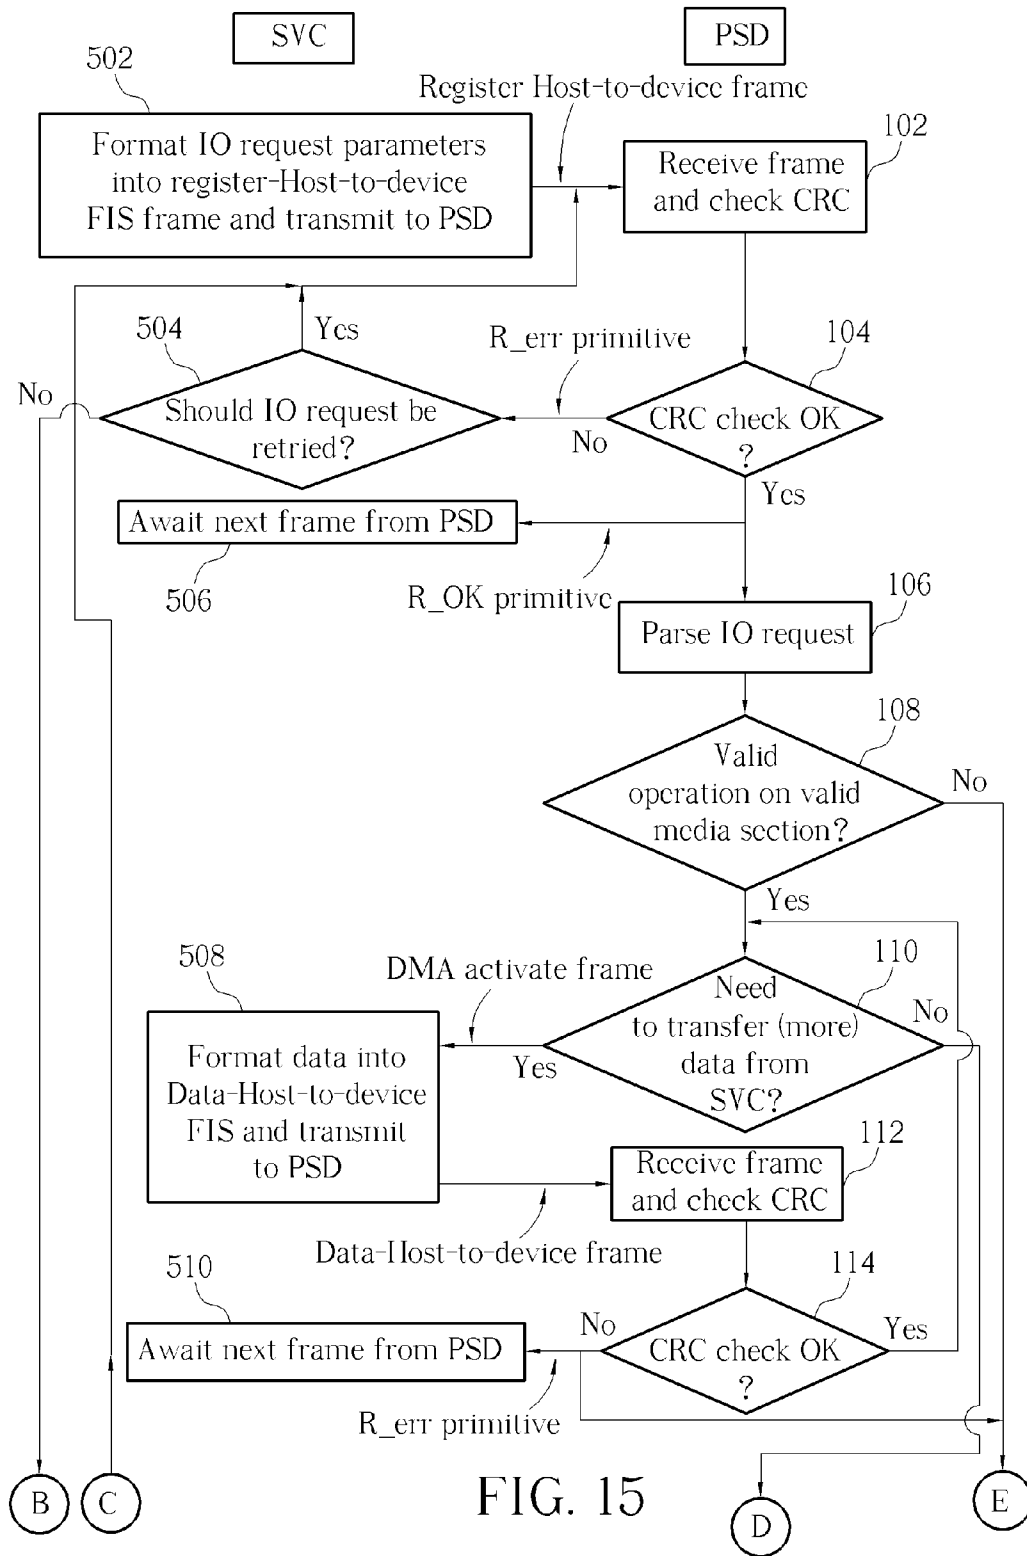 SVC
PSD
502
Register Host-to-device frame
Format IO request parameters
into register-Host-to-device
FIS frame and transmit to PSD
102
Receive frame
and check CRC
504
Yes
R_err primitive
104
No
Should IO request be
retried?
No
CRC check OK
?
Yes
Await next frame from PSD
506
R_OK primitive
106
Parse IO request
108
Valid
operation on valid
media section?
No
Yes
508
DMA activate frame
110
Need
to transfer (more)
data from
SVC?
No
Yes
Format data into
Data-Host-to-device
FIS and transmit
to PSD
112
Receive frame
and check CRC
Data-Host-to-device frame
510
114
No
Yes
Await next frame from PSD
CRC check OK
?
R_err primitive
B
C
FIG. 15
D
E